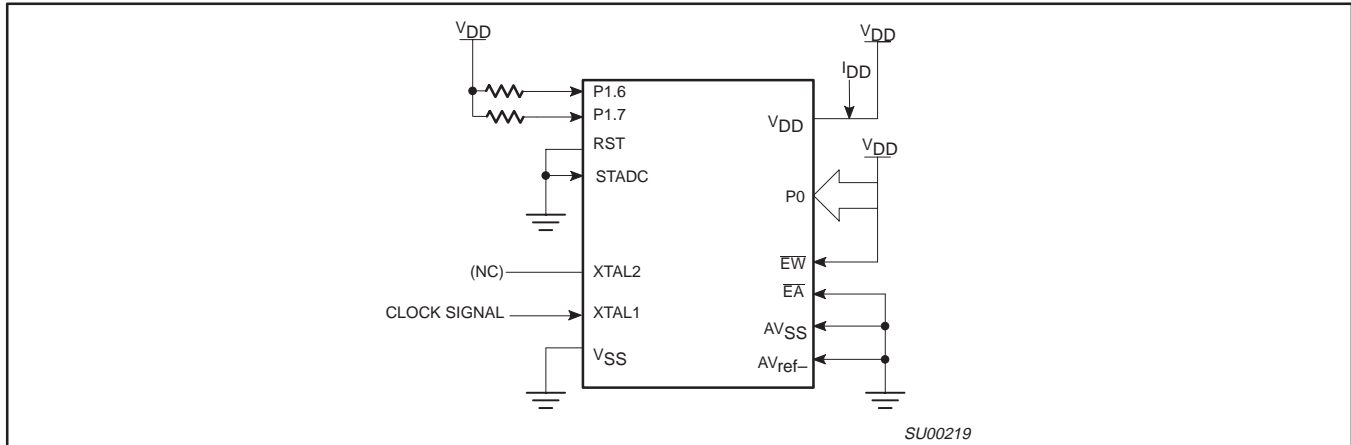 VDD
P1.6
P1.7
RST
STADC
(NC)
XTAL2
CLOCK SIGNAL
XTAL1
VSS
VDD
IDD
VDD
VDD
P0
EW
EA
AVSS
AVref–
SU00219